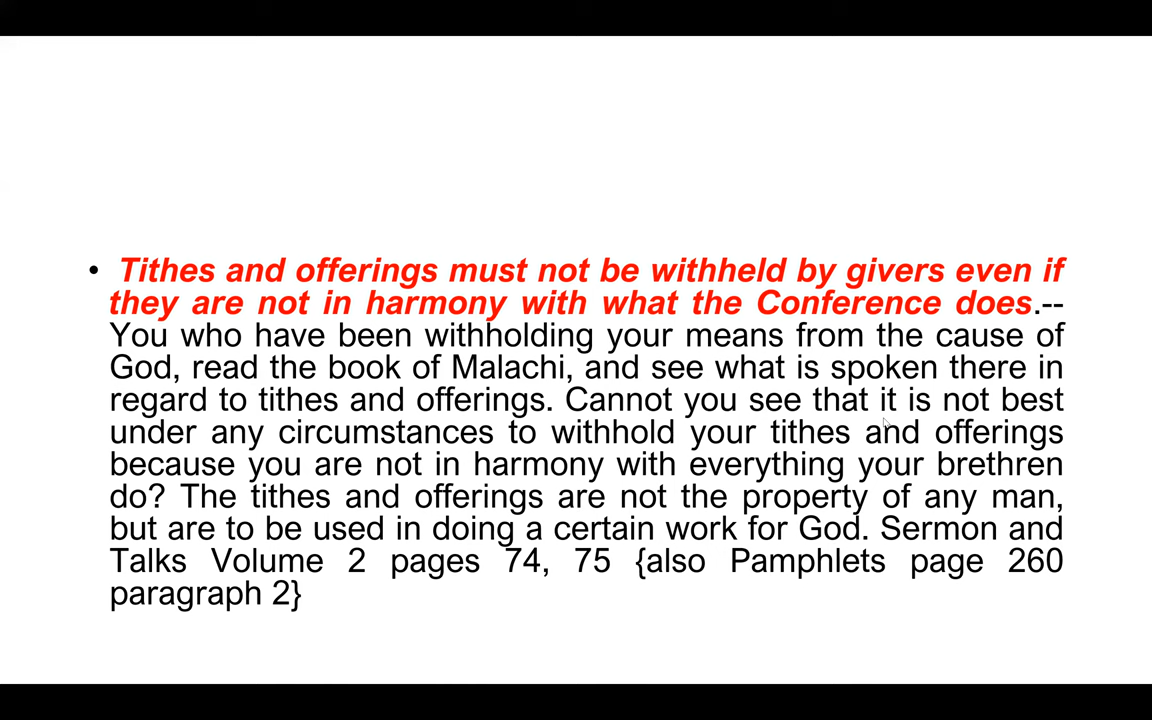 • Tithes and offerings must not be withheld by givers even if
they are not in harmony with what the Conference does.--
You who have been withholding your means from the cause of
God, read the book of Malachi, and see what is spoken there in
regard to tithes and offerings. Cannot you see that it is not best
under any circumstances to withhold your tithes and offerings
because you are not in harmony with everything your brethren
do? The tithes and offerings are not the property of any man,
but are to be used in doing a certain work for God. Sermon and
Talks Volume 2 pages 74, 75 {also Pamphlets page 260
paragraph 2}